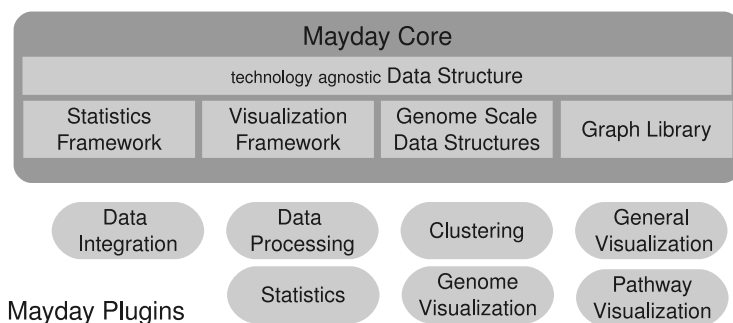 Mayday Core
technology agnostic Data Structure
Statistics
Framework
Visualization
Framework
Genome Scale
Data Structures
Graph Library
Data
Integration
Data
Processing
Clustering
General
Visualization
Mayday Plugins
Statistics
Genome
Visualization
Pathway
Visualization